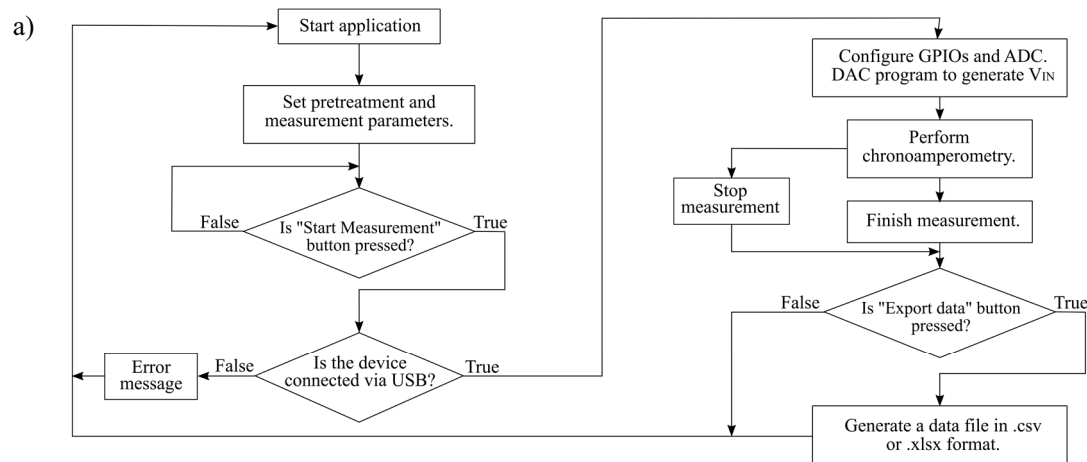 a)
Start application
Set pretreatment and
measurement parameters.
False
True
Is "Start Measurement"
button pressed?
Is the device
connected via USB?
False
True
Error
message
Configure GPIOs and ADC.
DAC program to generate VIN
Perform
chronoamperometry.
Stop
measurement
Finish measurement.
False
True
Is "Export data" button
pressed?
Generate a data file in .csv
or .xlsx format.